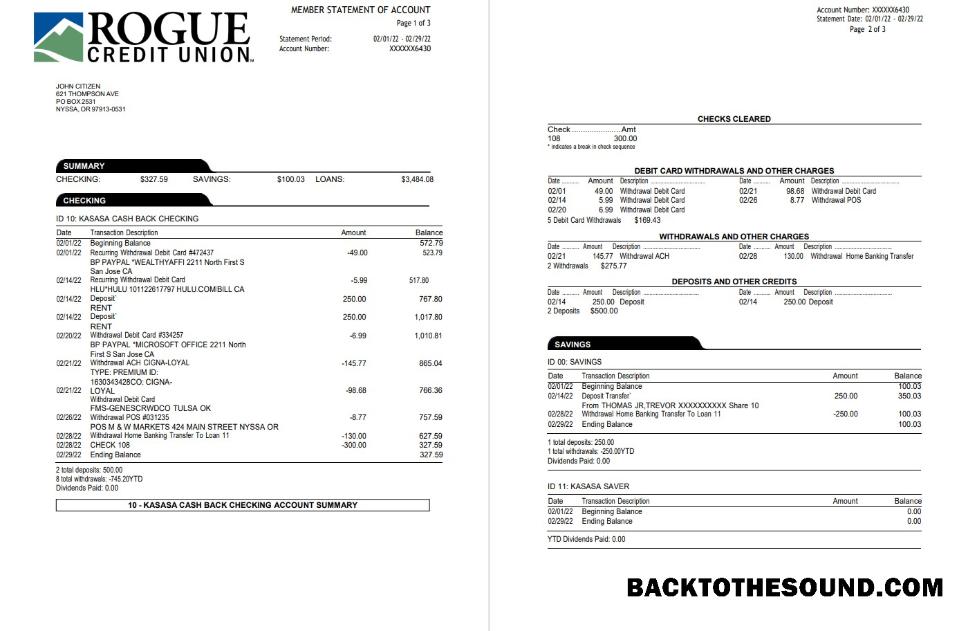 ROGUE
CREDIT UNION™
MEMBER STATEMENT OF ACCOUNT
Page 1 of 3
Statement Period: 02/01/22 - 02/29/22
Account Number: XXXXXX6430
JOHN CITIZEN
621 THOMPSON AVE
PO BOX 2531
NYSSA, OR 97913-0531
SUMMARY
CHECKING: $327.59 SAVINGS: $100.03 LOANS: $3,484.08
CHECKING
ID 10: KASASA CASH BACK CHECKING
Date Transaction Description Amount Balance
02/01/22 Beginning Balance 572.79
02/01/22 Recurring Withdrawal Debit Card #472437 -49.00 523.79
BP PAYPAL *WEALTHYAFFI 2211 North First S
San Jose CA
02/14/22 Recurring Withdrawal Debit Card -5.99 517.80
HLU*HULU 101122617797 HULU.COM/BILL CA
02/14/22 Deposit` 250.00 767.80
RENT
02/14/22 Deposit` 250.00 1,017.80
RENT
02/20/22 Withdrawal Debit Card #334257 -6.99 1,010.81
BP PAYPAL *MICROSOFT OFFICE 2211 North
First S San Jose CA
02/21/22 Withdrawal ACH CIGNA-LOYAL -145.77 865.04
TYPE: PREMIUM ID:
1630343428CO: CIGNA-
02/21/22 LOYAL -98.68 766.36
Withdrawal Debit Card
FMS-GENESCRWDCO TULSA OK
02/26/22 Withdrawal POS #031235 -8.77 757.59
POS M & W MARKETS 424 MAIN STREET NYSSA OR
02/28/22 Withdrawal Home Banking Transfer To Loan 11 -130.00 627.59
02/28/22 CHECK 108 -300.00 327.59
02/29/22 Ending Balance 327.59
2 total deposits: 500.00
8 total withdrawals: -745.20YTD
Dividends Paid: 0.00
10 - KASASA CASH BACK CHECKING ACCOUNT SUMMARY
Account Number: XXXXXX6430
Statement Date: 02/01/22 - 02/29/22
Page 2 of 3
CHECKS CLEARED
Check.......................Amt
108 300.00
* indicates a break in check sequence
DEBIT CARD WITHDRAWALS AND OTHER CHARGES
Date .......... Amount Description ............................ Date .......... Amount Description ............................
02/01 49.00 Withdrawal Debit Card 02/21 98.68 Withdrawal Debit Card
02/14 5.99 Withdrawal Debit Card 02/26 8.77 Withdrawal POS
02/20 6.99 Withdrawal Debit Card
5 Debit Card Withdrawals $169.43
WITHDRAWALS AND OTHER CHARGES
Date .... Amount Description ............................ Date .... Amount Description ............................
02/21 145.77 Withdrawal ACH 02/28 130.00 Withdrawal Home Banking Transfer
2 Withdrawals $275.77
DEPOSITS AND OTHER CREDITS
Date .... Amount Description ............................ Date .... Amount Description ............................
02/14 250.00 Deposit 02/14 250.00 Deposit
2 Deposits $500.00
SAVINGS
ID 00: SAVINGS
Date Transaction Description Amount Balance
02/01/22 Beginning Balance 100.03
02/14/22 Deposit Transfer` 250.00 350.03
From THOMAS JR,TREVOR XXXXXXXXXX Share 10
02/28/22 Withdrawal Home Banking Transfer To Loan 11 -250.00 100.03
02/29/22 Ending Balance 100.03
1 total deposits: 250.00
1 total withdrawals: -250.00YTD
Dividends Paid: 0.00
ID 11: KASASA SAVER
Date Transaction Description Amount Balance
02/01/22 Beginning Balance 0.00
02/29/22 Ending Balance 0.00
YTD Dividends Paid: 0.00
BACKTOTHESOUND.COM